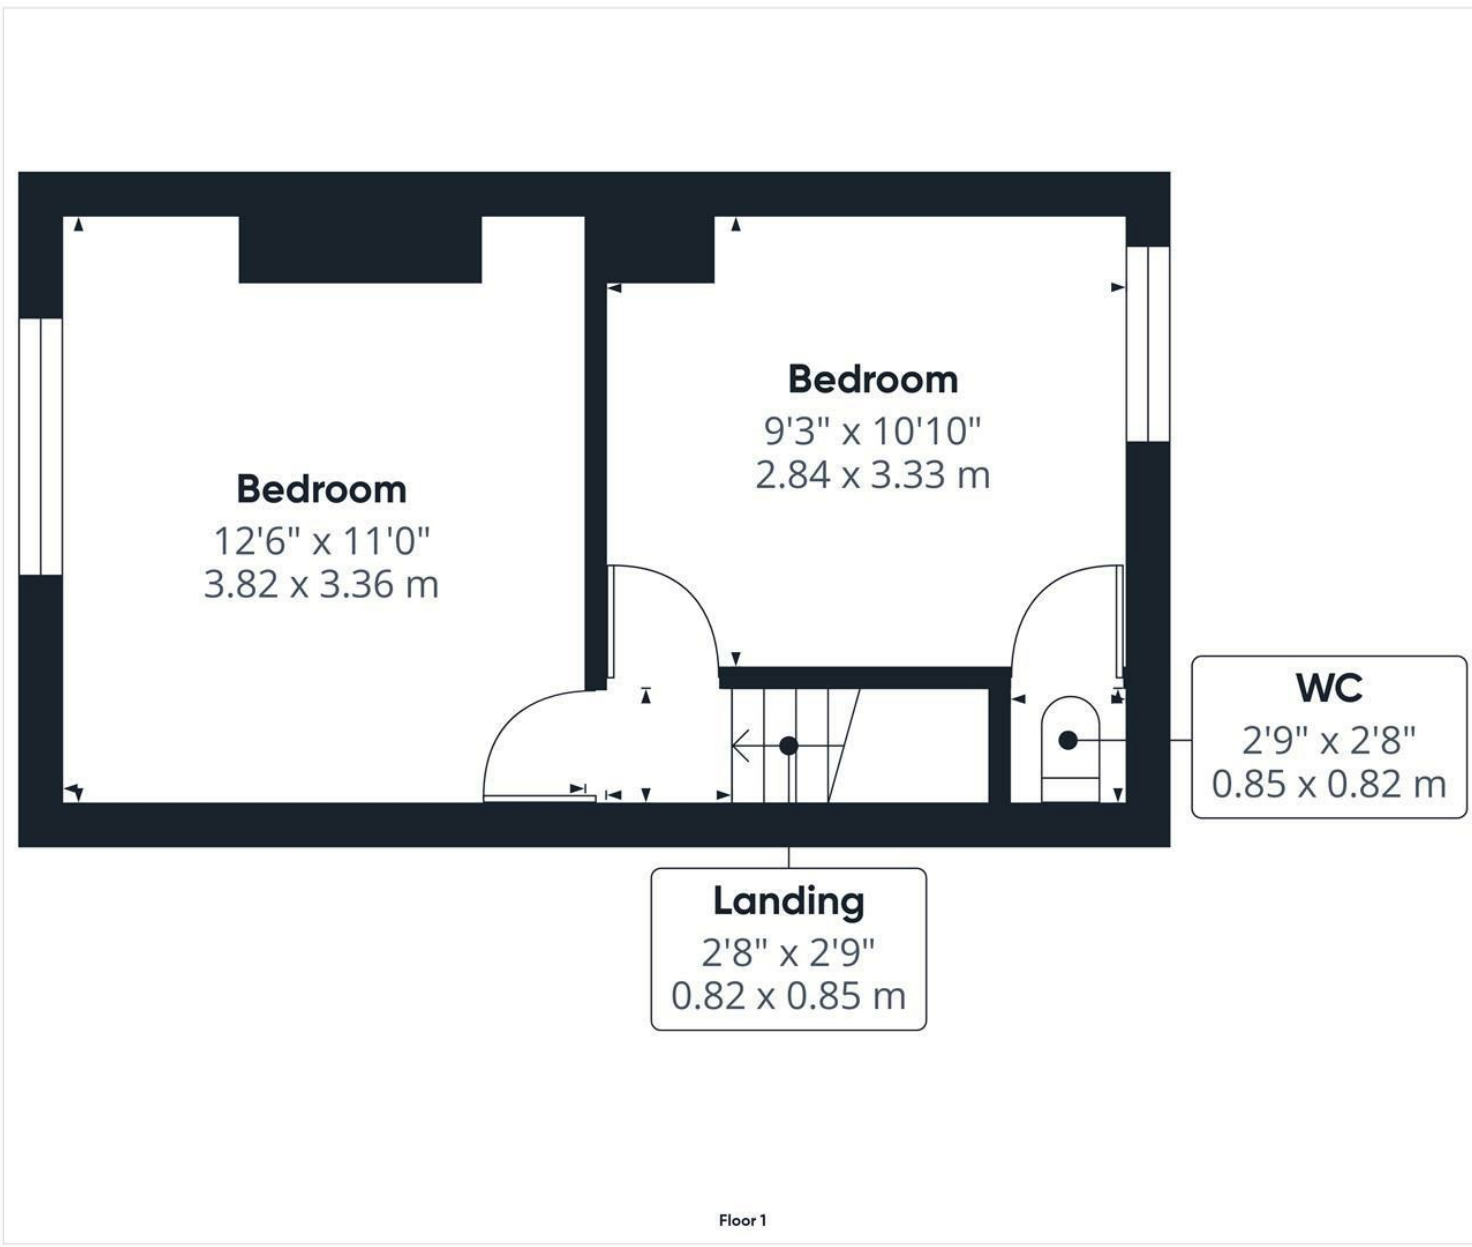 Bedroom
9'3" x 10'10"
2.84 x 3.33 m
Bedroom
12'6" x 11'0"
3.82 x 3.36 m
WC
2'9" x 2'8"
0.85 x 0.82 m
Landing
2'8" x 2'9"
0.82 x 0.85 m
Floor 1